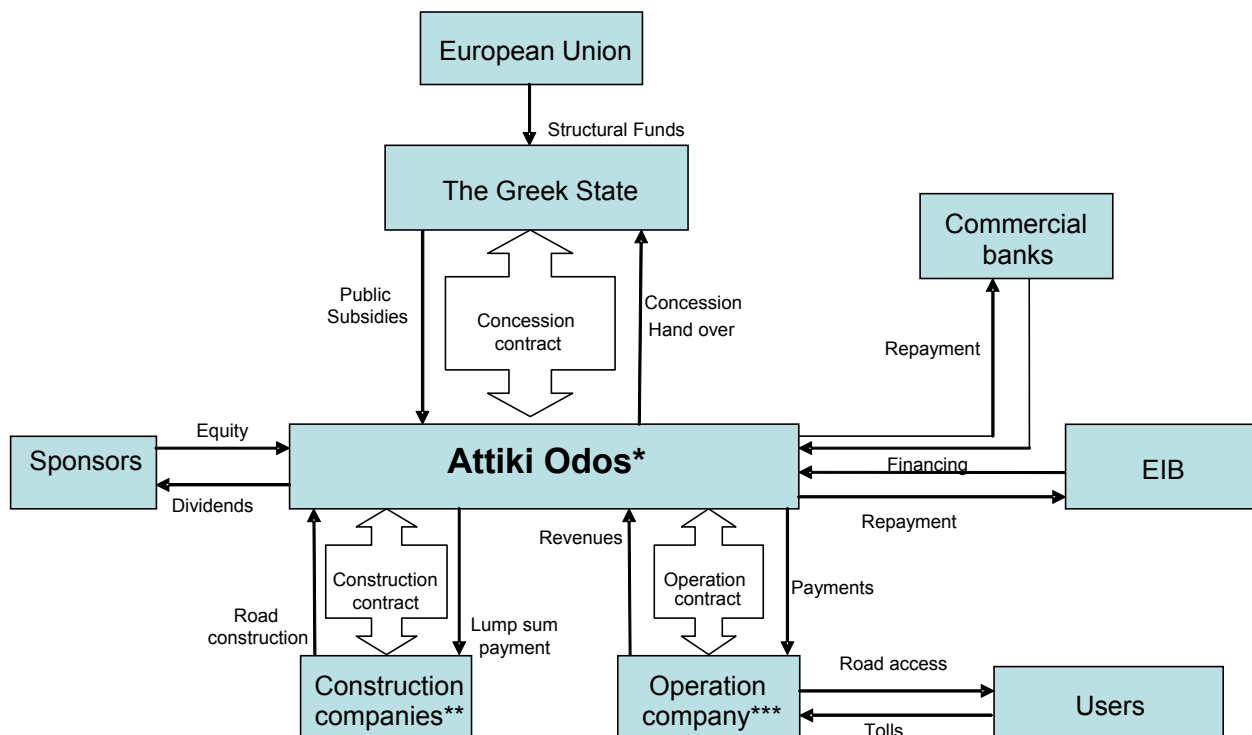 European Union
Structural Funds
The Greek State
Commercial
banks
Public
Subsidies
Concession
contract
Concession
Hand over
Repayment
Sponsors
Equity
Dividends
Attiki Odos*
Financing
Repayment
EIB
Road
construction
Construction
contract
Lump sum
payment
Revenues
Operation
contract
Payments
Construction
companies**
Operation
company***
Road access
Tolls
Users